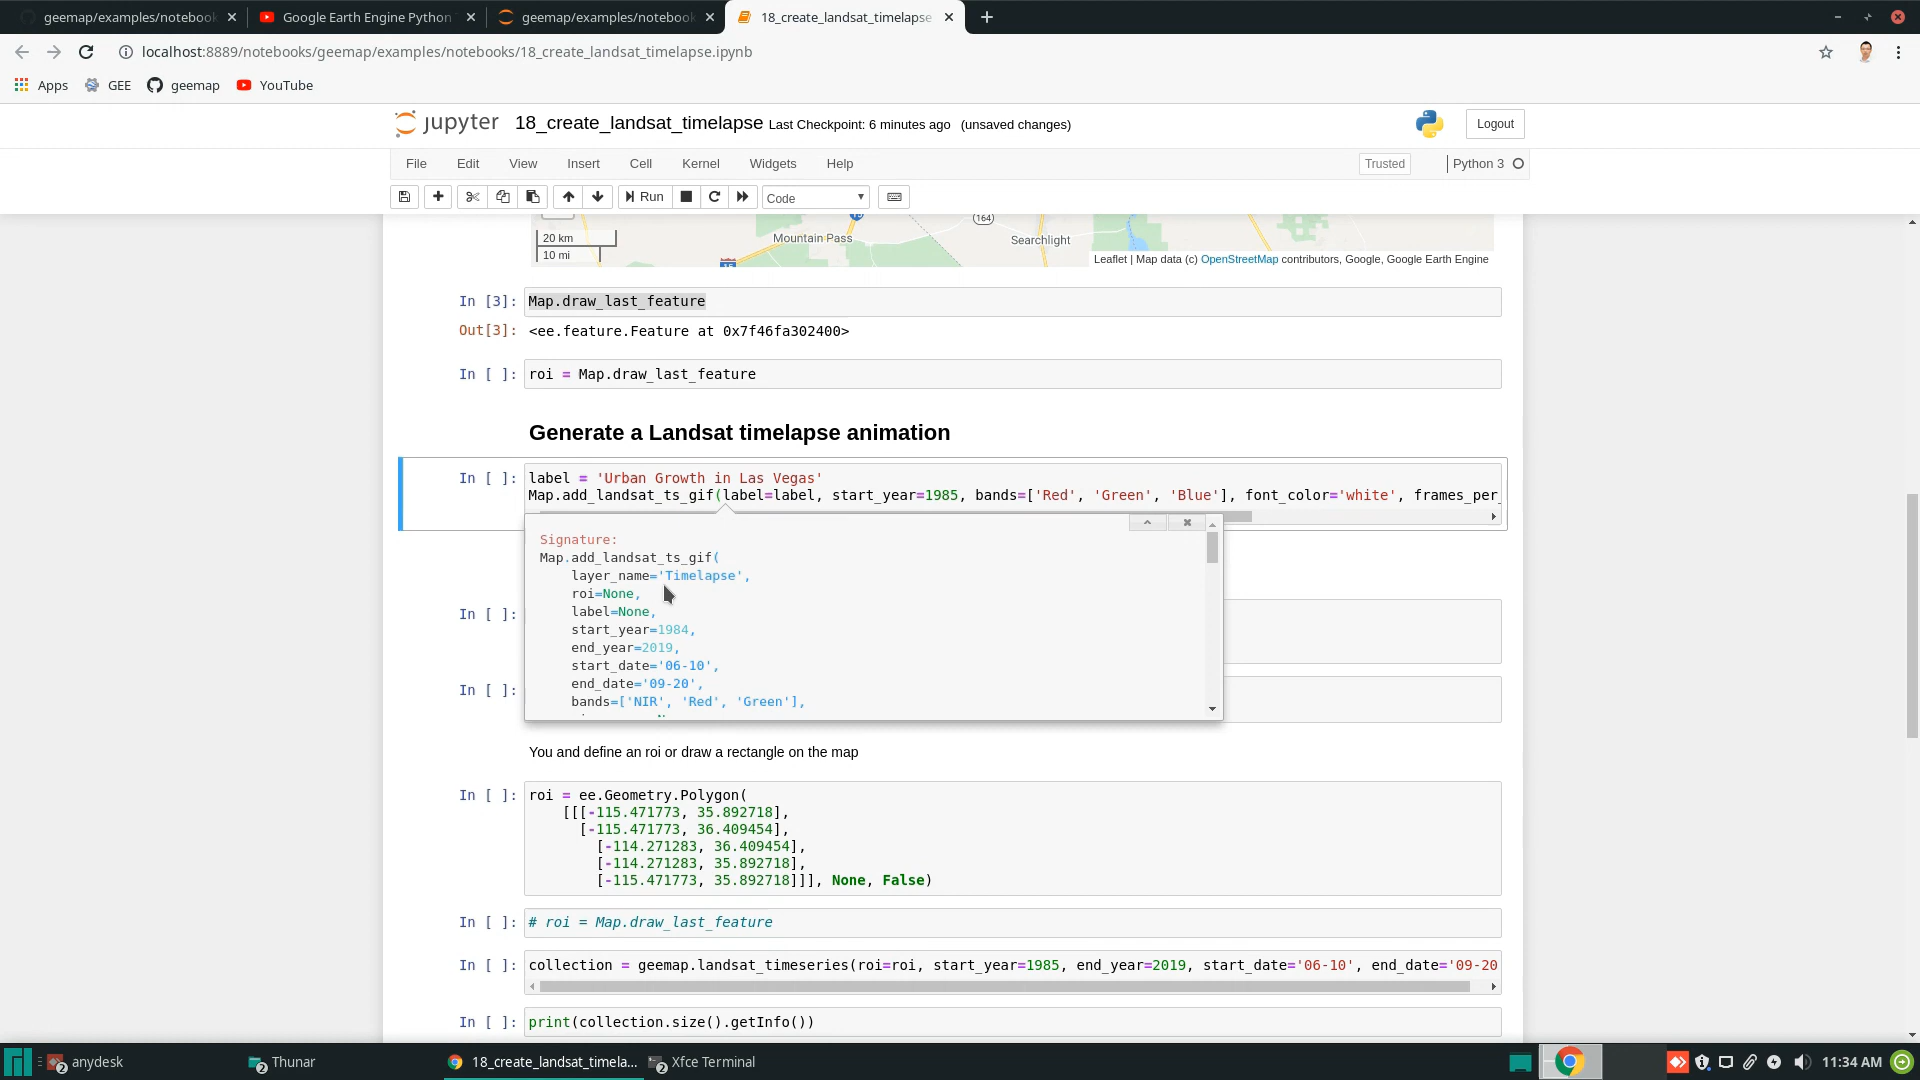 geemap/examples/notebook
Google Earth Engine Python
geemap/examples/notebook
18_create_landsat_timelapse
localhost:8889/notebooks/geemap/examples/notebooks/18_create_landsat_timelapse.ipynb
Apps GEE geemap YouTube
jupyter 18_create_landsat_timelapse Last Checkpoint: 6 minutes ago (unsaved changes)
Logout
File Edit View Insert Cell Kernel Widgets Help
Trusted Python 3
Run Code
20 km
10 mi
Mountain Pass
164
Searchlight
Leaflet | Map data (c) OpenStreetMap contributors, Google, Google Earth Engine
In [3]: Map.draw_last_feature
Out[3]: <ee.feature.Feature at 0x7f46fa302400>
In [ ]: roi = Map.draw_last_feature
Generate a Landsat timelapse animation
In [ ]: label = 'Urban Growth in Las Vegas'
Map.add_landsat_ts_gif(label=label, start_year=1985, bands=['Red', 'Green', 'Blue'], font_color='white', frames_per_
Signature:
Map.add_landsat_ts_gif(
layer_name='Timelapse',
roi=None,
label=None,
start_year=1984,
end_year=2019,
start_date='06-10',
end_date='09-20',
bands=['NIR', 'Red', 'Green'],
In [ ]:
In [ ]:
You and define an roi or draw a rectangle on the map
In [ ]: roi = ee.Geometry.Polygon(
[[[-115.471773, 35.892718],
[-115.471773, 36.409454],
[-114.271283, 36.409454],
[-114.271283, 35.892718],
[-115.471773, 35.892718]]], None, False)
In [ ]: # roi = Map.draw_last_feature
In [ ]: collection = geemap.landsat_timeseries(roi=roi, start_year=1985, end_year=2019, start_date='06-10', end_date='09-20
In [ ]: print(collection.size().getInfo())
2 anydesk
2 Thunar
18_create_landsat_timela...
2 Xfce Terminal
11:34 AM